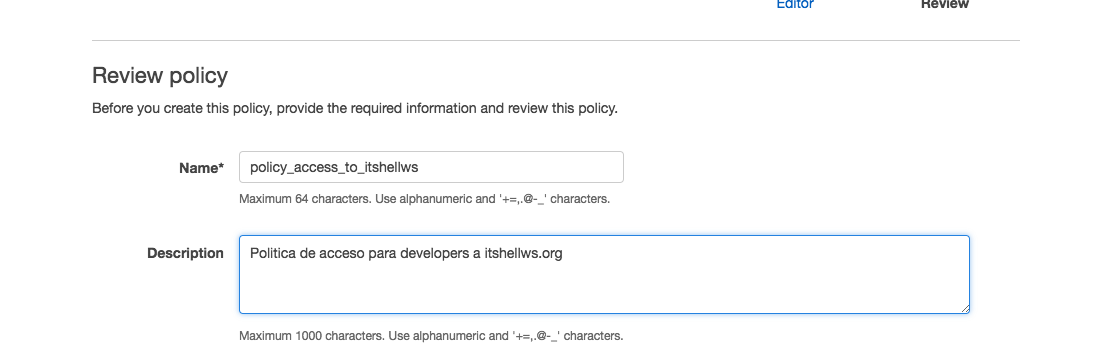 Editor
Review
Review policy
Before you create this policy, provide the required information and review this policy.
Name*
policy_access_to_itshellws
Maximum 64 characters. Use alphanumeric and '+=,.@-_' characters.
Description
Politica de acceso para developers a itshellws.org
Maximum 1000 characters. Use alphanumeric and '+=,.@-_' characters.